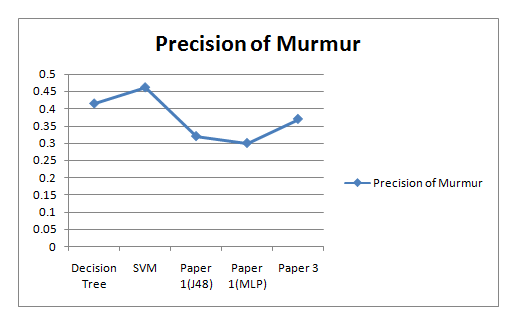 Precision of Murmur
0.5
0.45
0.4
0.35
0.3
0.25
0.2
0.15
0.1
0.05
0
Decision
Tree
SVM
Paper
1(J48)
Paper
1(MLP)
Paper 3
Precision of Murmur